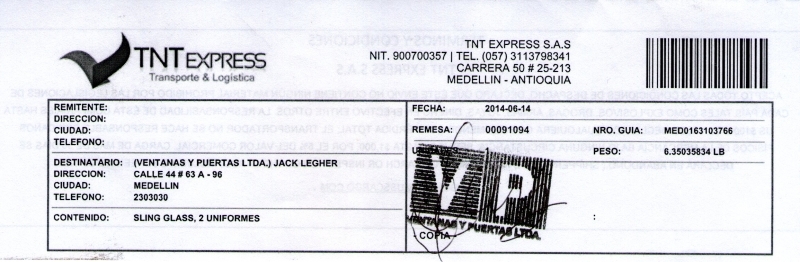 TNT EXPRESS
Transporte & Logística
TNT EXPRESS S.A.S
NIT. 900700357 | TEL. (057) 3113798341
CARRERA 50 # 25-213
MEDELLIN - ANTIOQUIA
REMITENTE:
DIRECCION:
CIUDAD:
TELEFONO:
DESTINATARIO: (VENTANAS Y PUERTAS LTDA.) JACK LEGHER
DIRECCION: CALLE 44 # 63 A - 96
CIUDAD: MEDELLIN
TELEFONO: 2303030
CONTENIDO: SLING GLASS, 2 UNIFORMES
FECHA: 2014-06-14
REMESA: 00091094 NRO. GUIA: MED0163103766
PESO: 6.35035834 LB
VP
VENTANAS Y PUERTAS LTDA.
- COPIA -
: